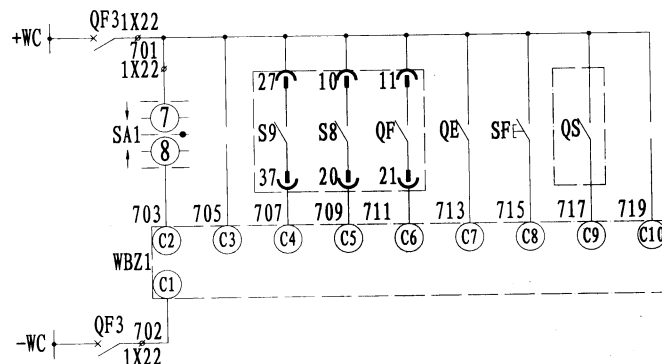 QF3 1X22
+WC
701
1X22
27 10 11
7
SA1
8
S9 S8 QF QE SF QS
37 20 21
703 705 707 709 711 713 715 717 719
C2 C3 C4 C5 C6 C7 C8 C9 C10
WBZ1
C1
QF3 702
-WC
1X22